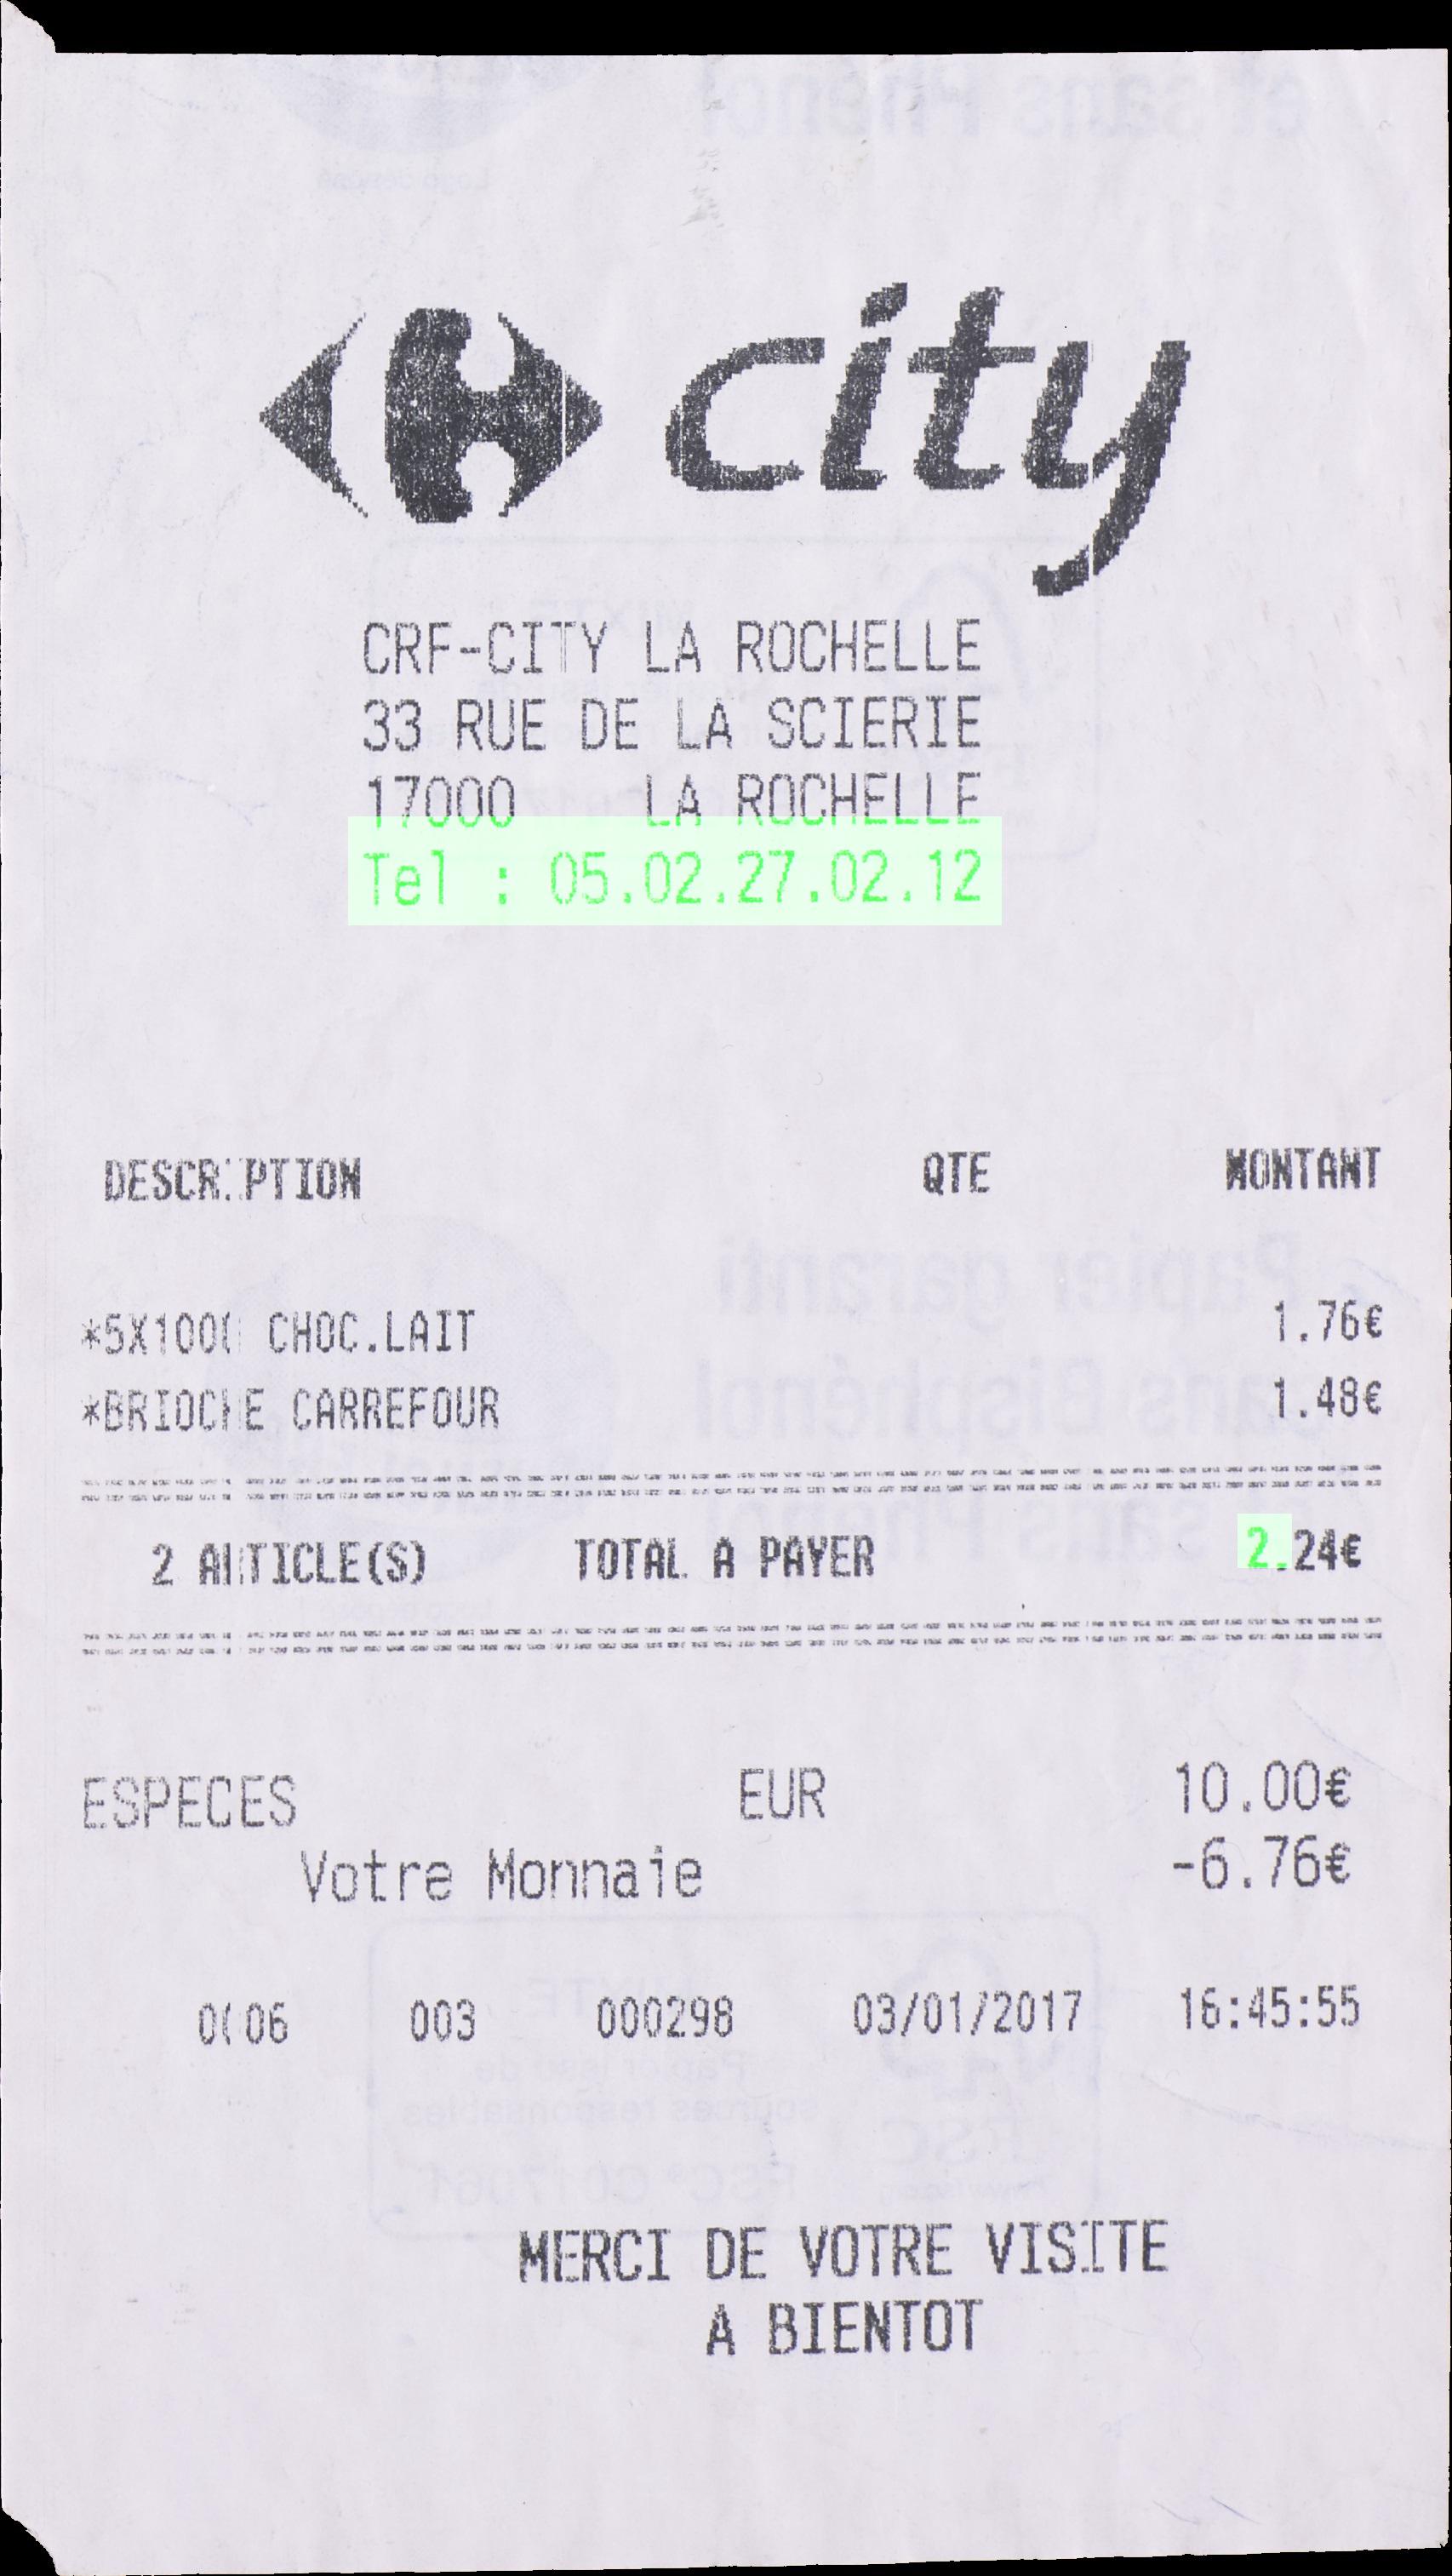 city
CRF-CITY LA ROCHELLE
33 RUE DE LA SCIERIE
17000 LA ROCHELLE
Tel : 05.02.27.02.12
DESCRIPTION QTE MONTANT
*5X100G CHOC.LAIT 1.76€
*BRIOCHE CARREFOUR 1.48€
2 ARTICLE(S) TOTAL A PAYER 2.24€
ESPECES EUR 10.00€
Votre Monnaie -6.76€
0006 003 000298 03/01/2017 16:45:55
MERCI DE VOTRE VISITE
A BIENTOT